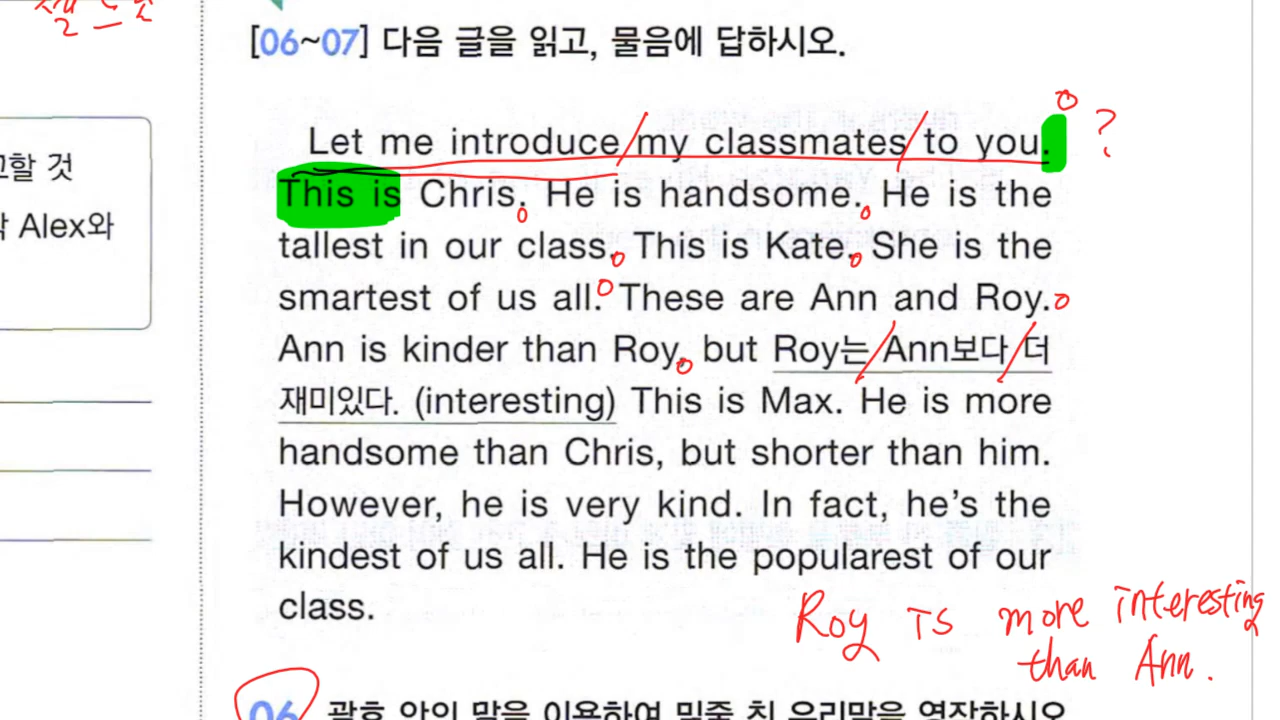 [06~07] 다음 글을 읽고, 물음에 답하시오.
Let me introduce my classmates to you. ?
This is Chris. He is handsome. He is the
tallest in our class. This is Kate. She is the
smartest of us all. These are Ann and Roy.
Ann is kinder than Roy, but Roy는 Ann보다 더
재미있다. (interesting) This is Max. He is more
handsome than Chris, but shorter than him.
However, he is very kind. In fact, he's the
kindest of us all. He is the popularest of our
class.
Roy is more interesting
than Ann.
고할 것
Alex와
06 괄호 안의 말을 이용하여 밑줄 친 우리말을 영작하시오